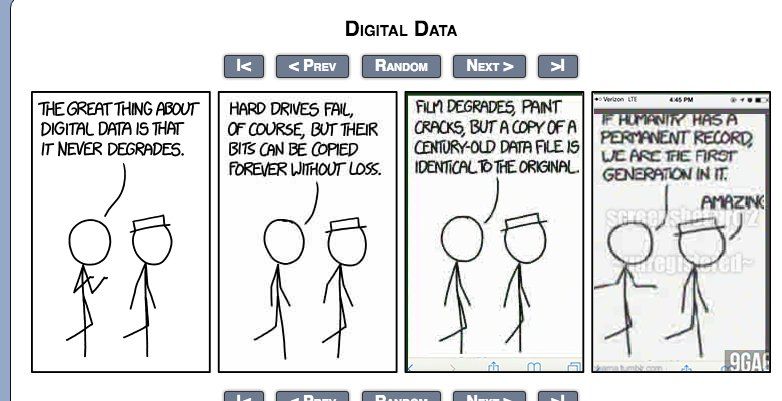 DIGITAL DATA
|<
< PREV
RANDOM
NEXT >
>|
THE GREAT THING ABOUT
DIGITAL DATA IS THAT
IT NEVER DEGRADES.
HARD DRIVES FAIL,
OF COURSE, BUT THEIR
BITS CAN BE COPIED
FOREVER WITHOUT LOSS.
FILM DEGRADES, PAINT
CRACKS, BUT A COPY OF A
CENTURY-OLD DATA FILE IS
IDENTICAL TO THE ORIGINAL.
Verizon LTE
4:45 PM
IF HUMANITY HAS A
PERMANENT RECORD,
WE ARE THE FIRST
GENERATION IN IT.
AMAZING
9GAG
|<
< PREV
RANDOM
NEXT >
>|